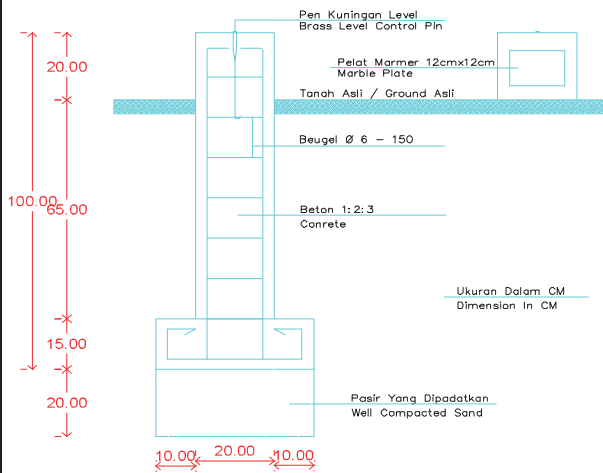 Pen Kuningan Level
Brass Level Control Pin
Pelat Marmer 12cmx12cm
Marble Plate
20.00
Tanah Asli / Ground Asli
Beugel Ø 6 - 150
100.00
65.00
Beton 1:2:3
Conrete
Ukuran Dalam CM
Dimension In CM
15.00
20.00
Pasir Yang Dipadatkan
Well Compacted Sand
10.00
20.00
10.00